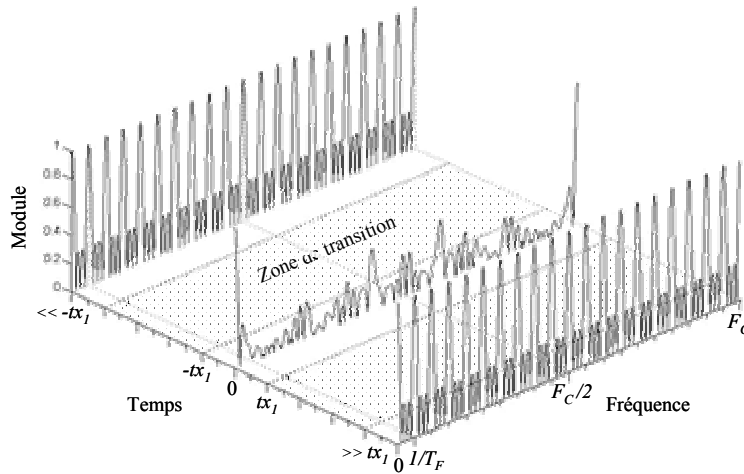 Module
1
0.8
0.6
0.4
0.2
0
<< -tx1
-tx1
0
tx1
>> tx1
Temps
Zone de transition
0
1/TF
FC/2
FC
Fréquence